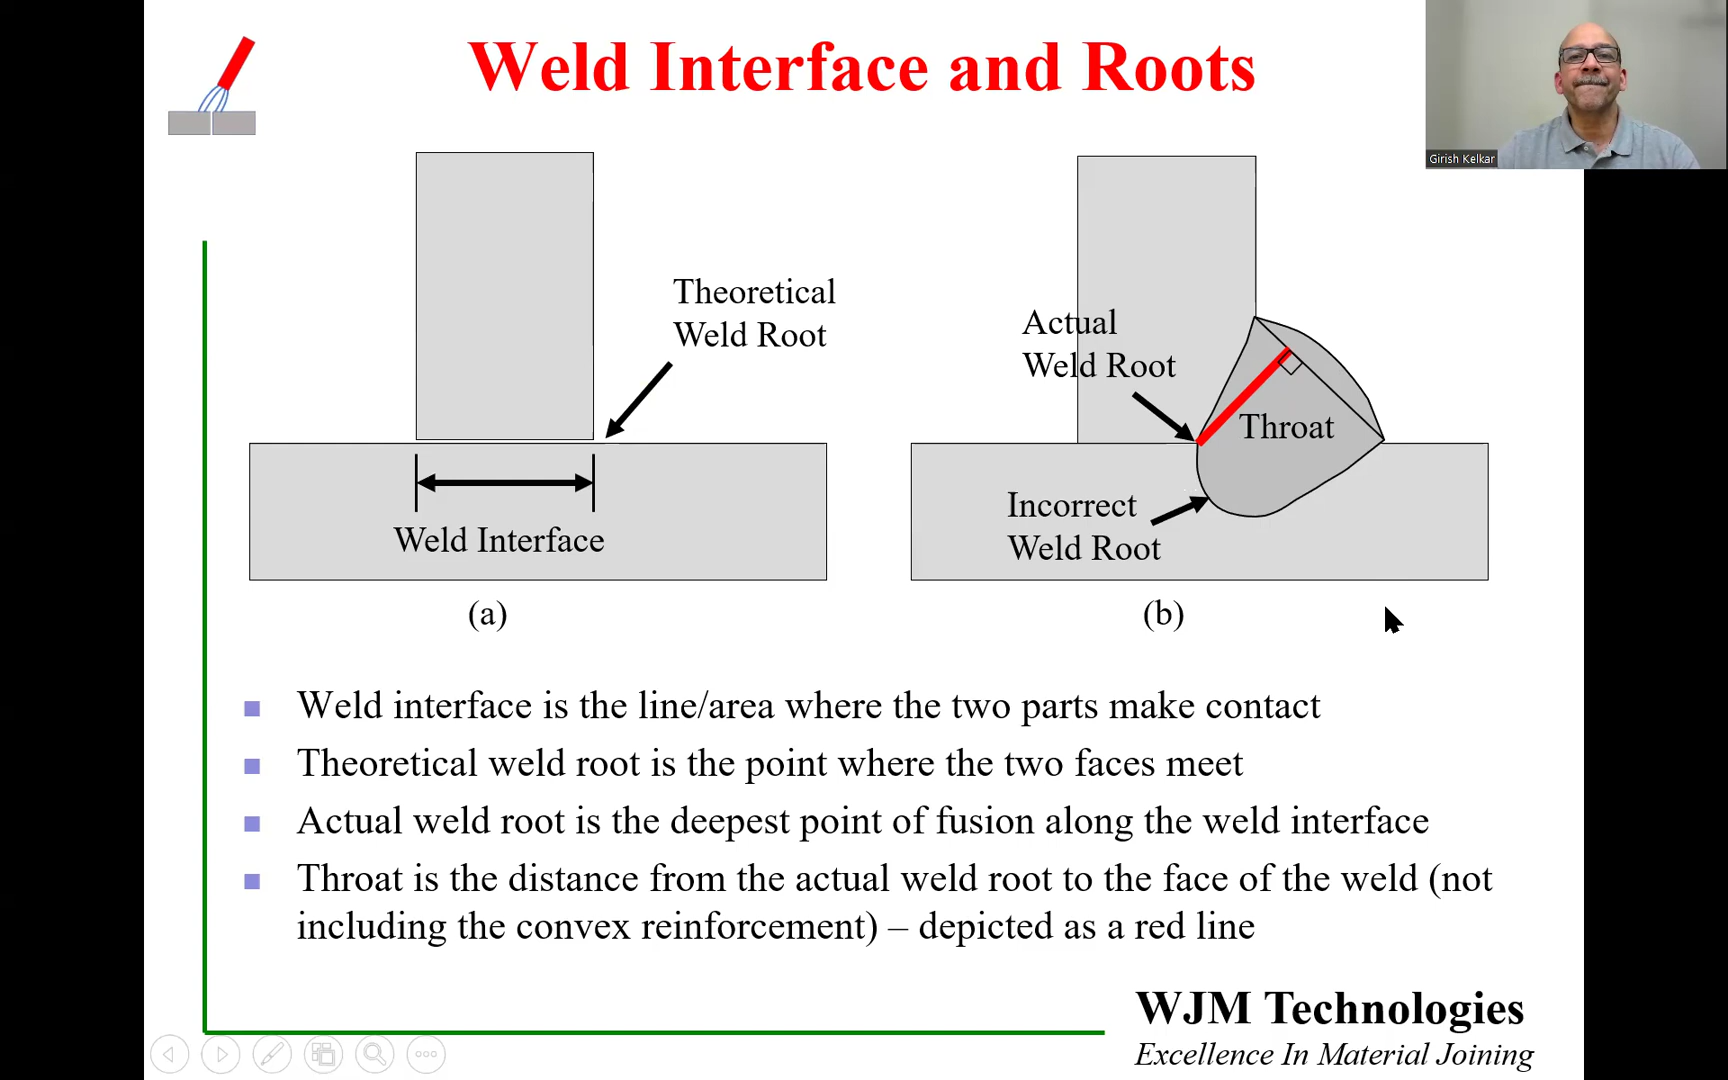 Weld Interface and Roots
Girish Kelkar
Theoretical
Weld Root
Weld Interface
(a)
Actual
Weld Root
Throat
Incorrect
Weld Root
(b)
Weld interface is the line/area where the two parts make contact
Theoretical weld root is the point where the two faces meet
Actual weld root is the deepest point of fusion along the weld interface
Throat is the distance from the actual weld root to the face of the weld (not
including the convex reinforcement) – depicted as a red line
WJM Technologies
Excellence In Material Joining